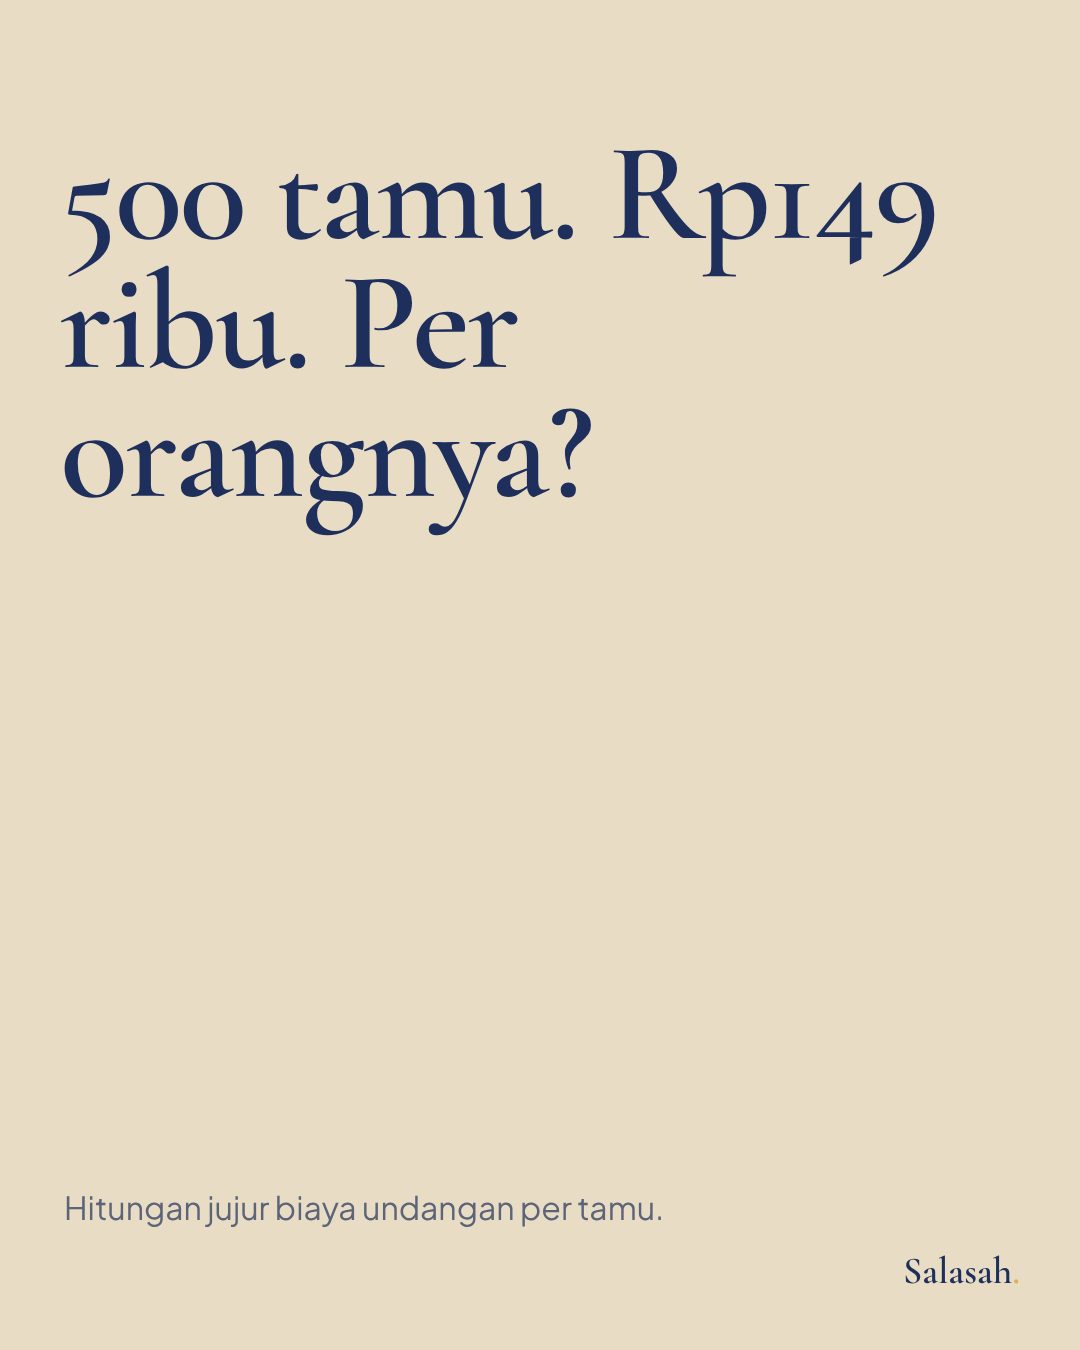 500 tamu. Rp149
ribu. Per
orangnya?
Hitungan jujur biaya undangan per tamu.
Salasah.